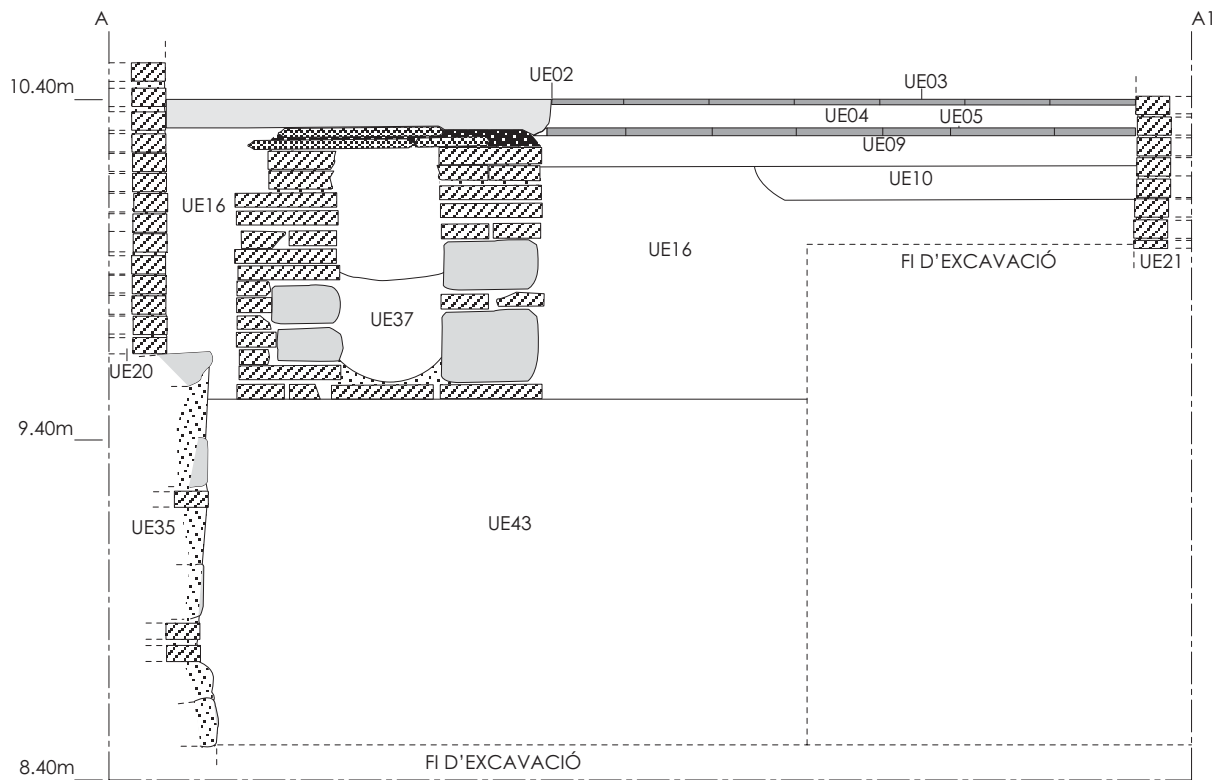 A
A1
UE02
UE03
10.40m
UE04
UE05
UE09
UE10
UE16
UE16
FI D'EXCAVACIÓ
UE21
UE37
UE20
9.40m
UE35
UE43
FI D'EXCAVACIÓ
8.40m